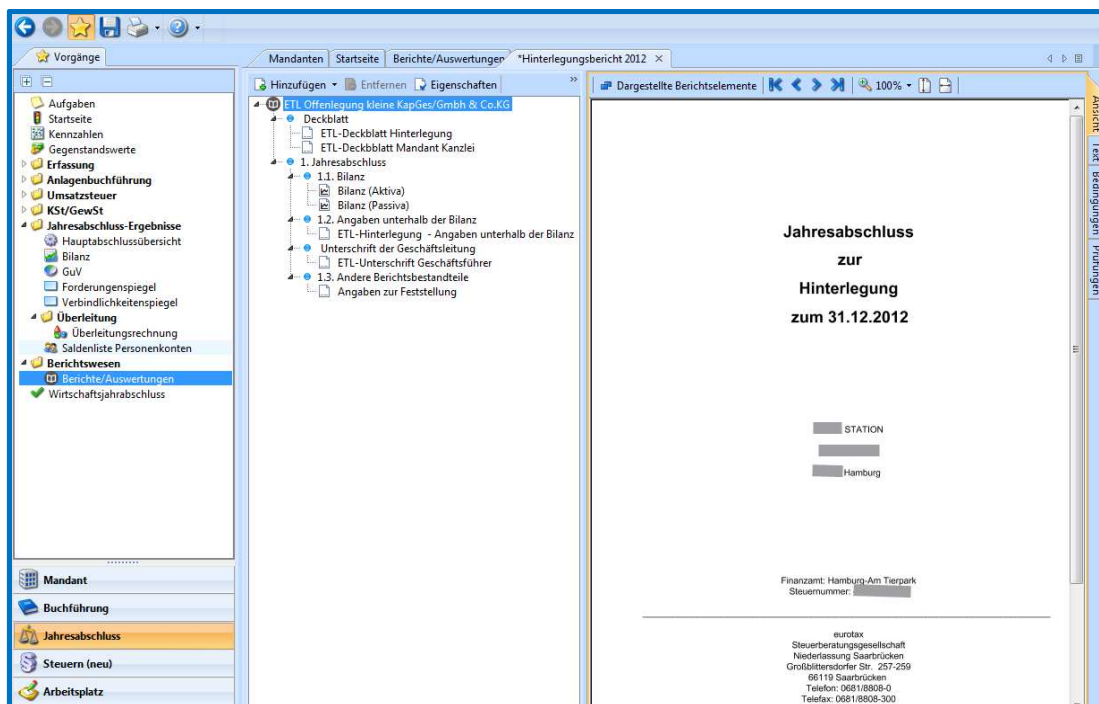 Vorgänge
Aufgaben
Startseite
Kennzahlen
Gegenstandswerte
Erfassung
Anlagenbuchführung
Umsatzsteuer
KSt/GewSt
Jahresabschluss-Ergebnisse
Hauptabschlussübersicht
Bilanz
GuV
Forderungenspiegel
Verbindlichkeitenspiegel
Überleitung
Überleitungsrechnung
Saldenliste Personenkonten
Berichtswesen
Berichte/Auswertungen
Wirtschaftsjahrabschluss
Mandant
Buchführung
Jahresabschluss
Steuern (neu)
Arbeitsplatz
Mandanten Startseite Berichte/Auswertungen *Hinterlegungsbericht 2012
Hinzufügen Entfernen Eigenschaften »
ETL Offenlegung kleine KapGes/Gmbh & Co.KG
Deckblatt
ETL-Deckblatt Hinterlegung
ETL-Deckbblatt Mandant Kanzlei
1. Jahresabschluss
1.1. Bilanz
Bilanz (Aktiva)
Bilanz (Passiva)
1.2. Angaben unterhalb der Bilanz
ETL-Hinterlegung - Angaben unterhalb der Bilanz
Unterschrift der Geschäftsleitung
ETL-Unterschrift Geschäftsführer
1.3. Andere Berichtsbestandteile
Angaben zur Feststellung
Dargestellte Berichtselemente 100%
Jahresabschluss
zur
Hinterlegung
zum 31.12.2012
STATION
Hamburg
Finanzamt: Hamburg-Am Tierpark
Steuernummer:
eurotax
Steuerberatungsgesellschaft
Niederlassung Saarbrücken
Großblittersdorfer Str. 257-259
66119 Saarbrücken
Telefon: 0681/8808-0
Telefax: 0681/8808-300
Ansicht
Text
Bedingungen
Prüfungen